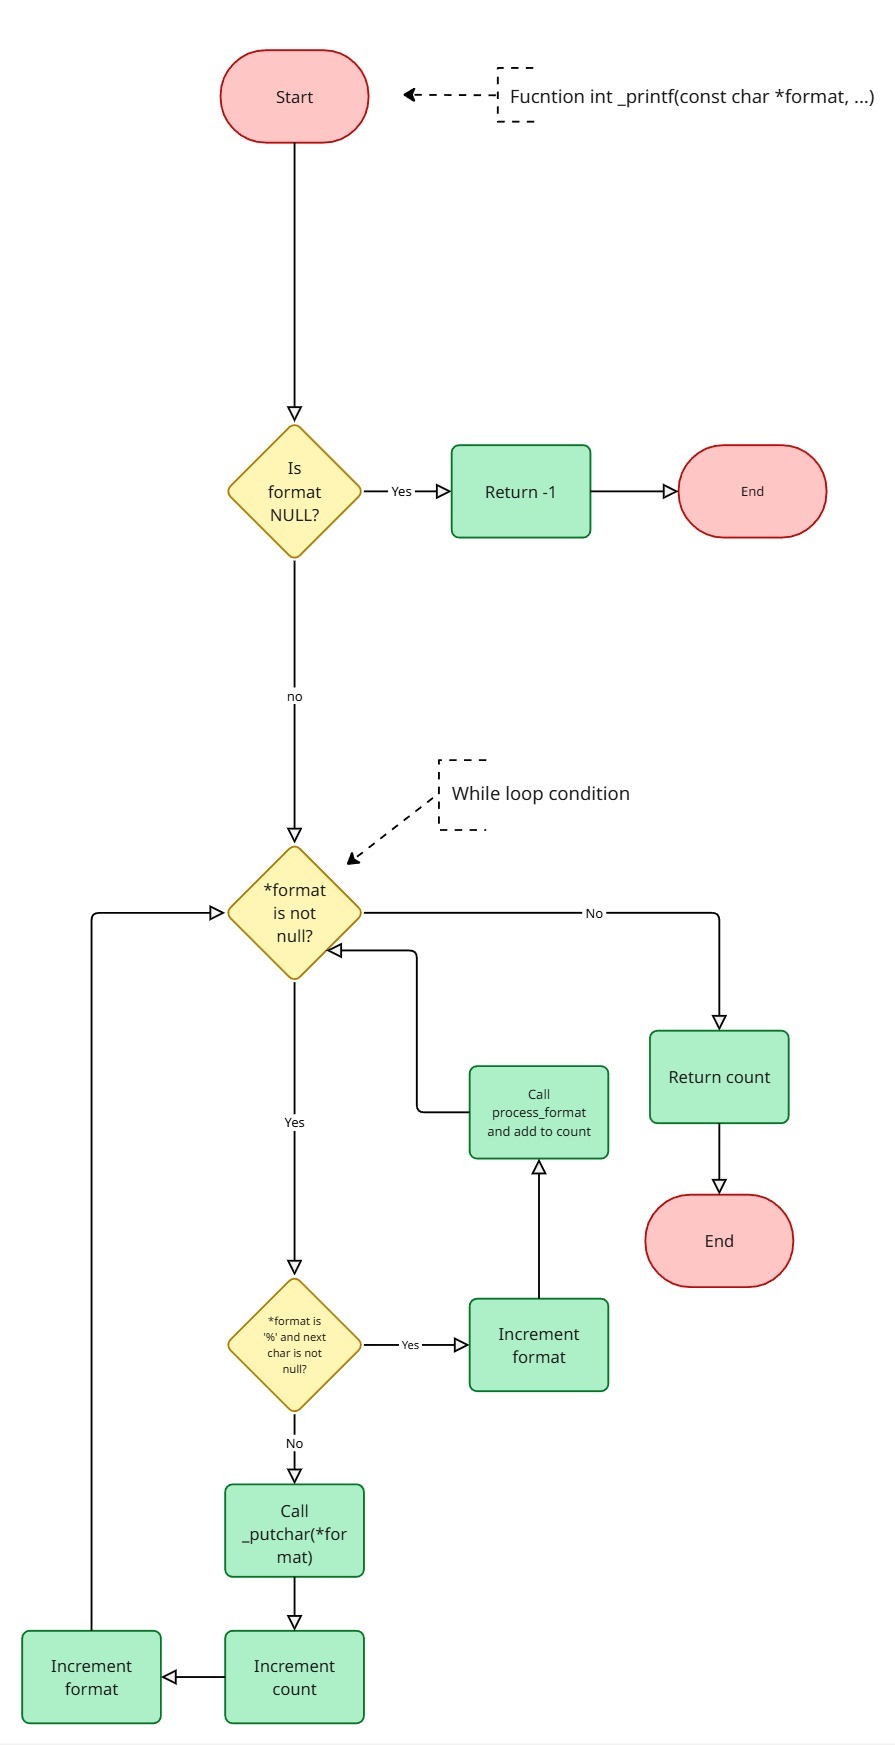 Start
Fucntion int _printf(const char *format, ...)
Is
format
NULL?
Yes
Return -1
End
no
While loop condition
*format
is not
null?
No
Return count
End
Call
process_format
and add to count
Yes
*format is
'%' and next
char is not
null?
Yes
Increment
format
No
Call
_putchar(*for
mat)
Increment
count
Increment
format